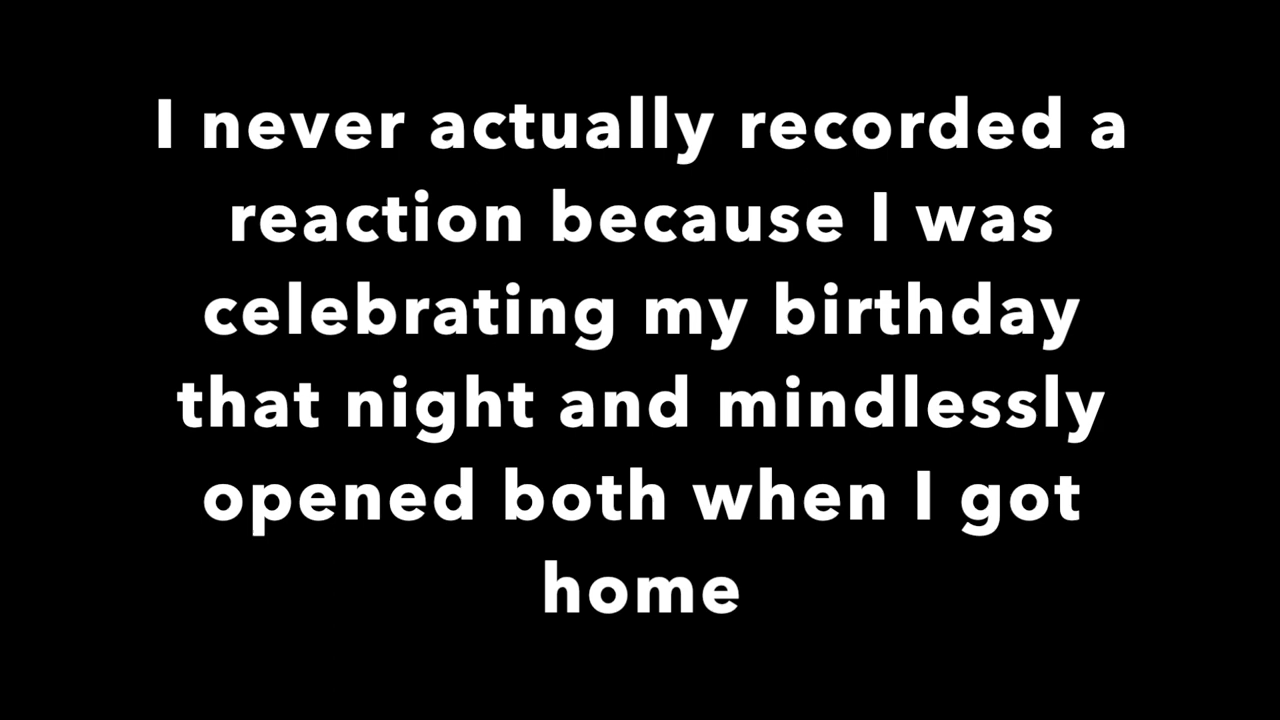 I never actually recorded a
reaction because I was
celebrating my birthday
that night and mindlessly
opened both when I got
home